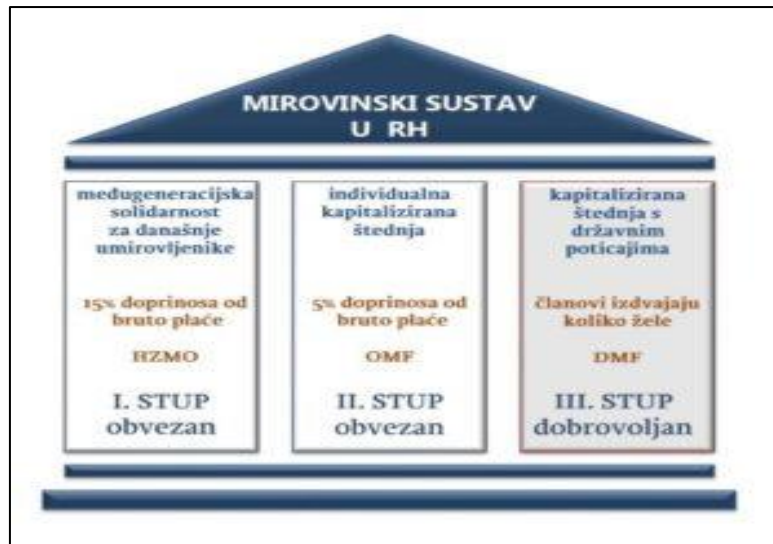 MIROVINSKI SUSTAV
U RH
međugeneracijska
solidarnost
za današnje
umirovljenike
15% doprinosa od
bruto plaće
HZMO
I. STUP
obvezan
individualna
kapitalizirana
štednja
5% doprinosa od
bruto plaće
OMF
II. STUP
obvezan
kapitalizirana
štednja s
državnim
poticajima
članovi izdvajaju
koliko žele
DMF
III. STUP
dobrovoljan